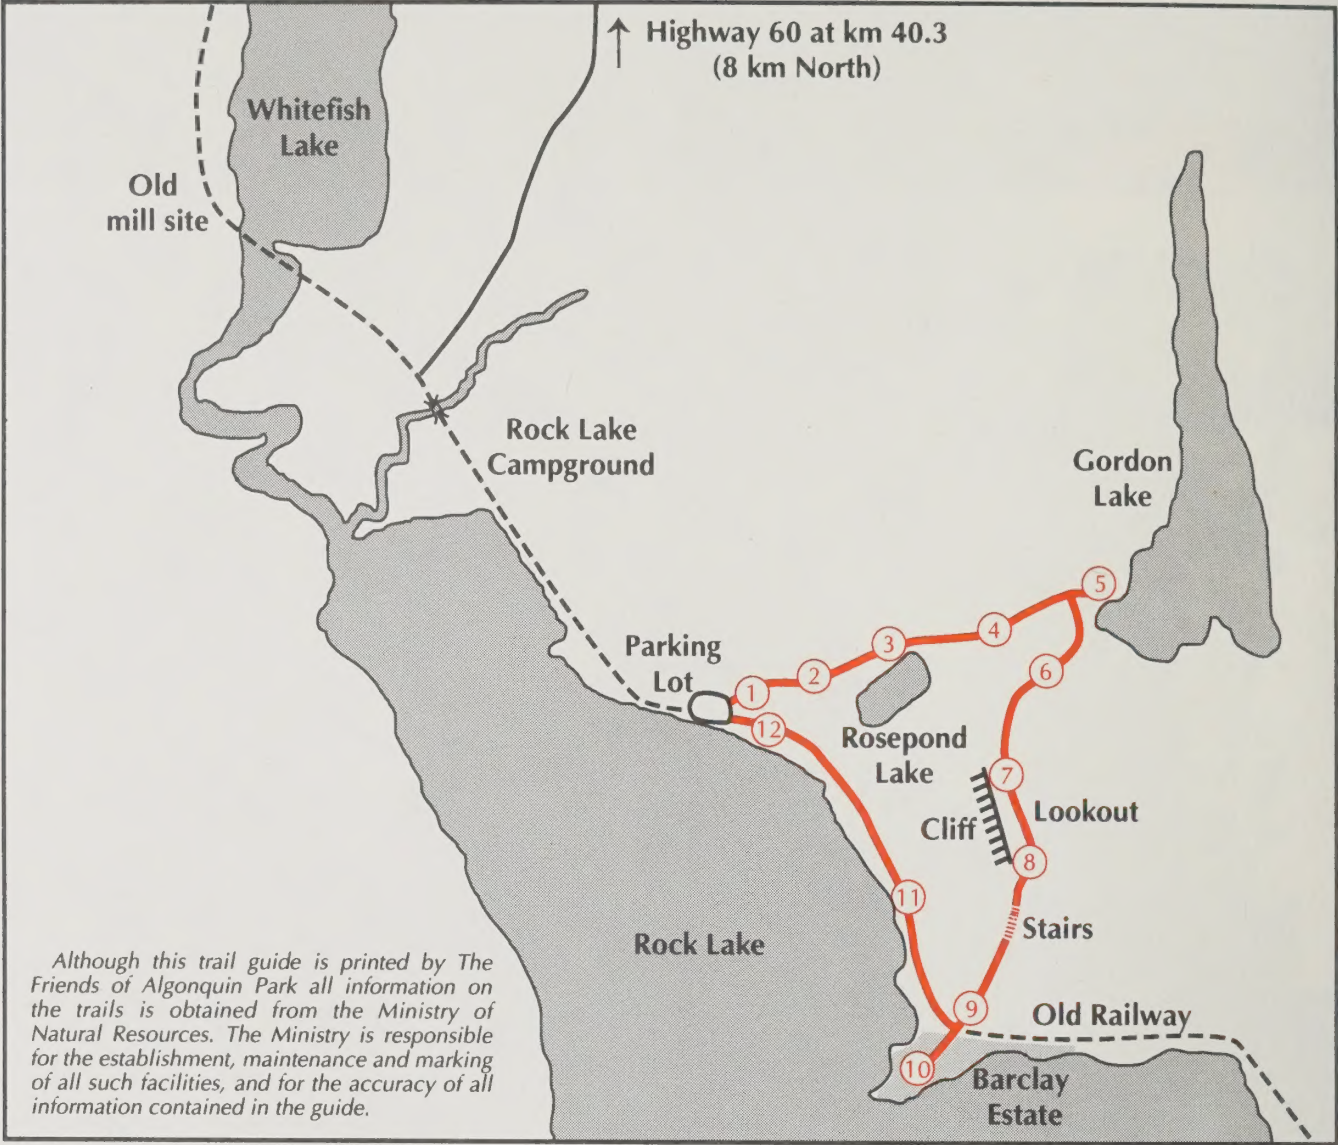 Highway 60 at km 40.3
(8 km North)
Whitefish
Lake
Old
mill site
Rock Lake
Campground
Gordon
Lake
5
4
3
Parking
Lot
1
2
6
12
Rosepond
Lake
7
Lookout
Cliff
8
11
Stairs
Rock Lake
9
Old Railway
10
Barclay
Estate
Although this trail guide is printed by The
Friends of Algonquin Park all information on
the trails is obtained from the Ministry of
Natural Resources. The Ministry is responsible
for the establishment, maintenance and marking
of all such facilities, and for the accuracy of all
information contained in the guide.